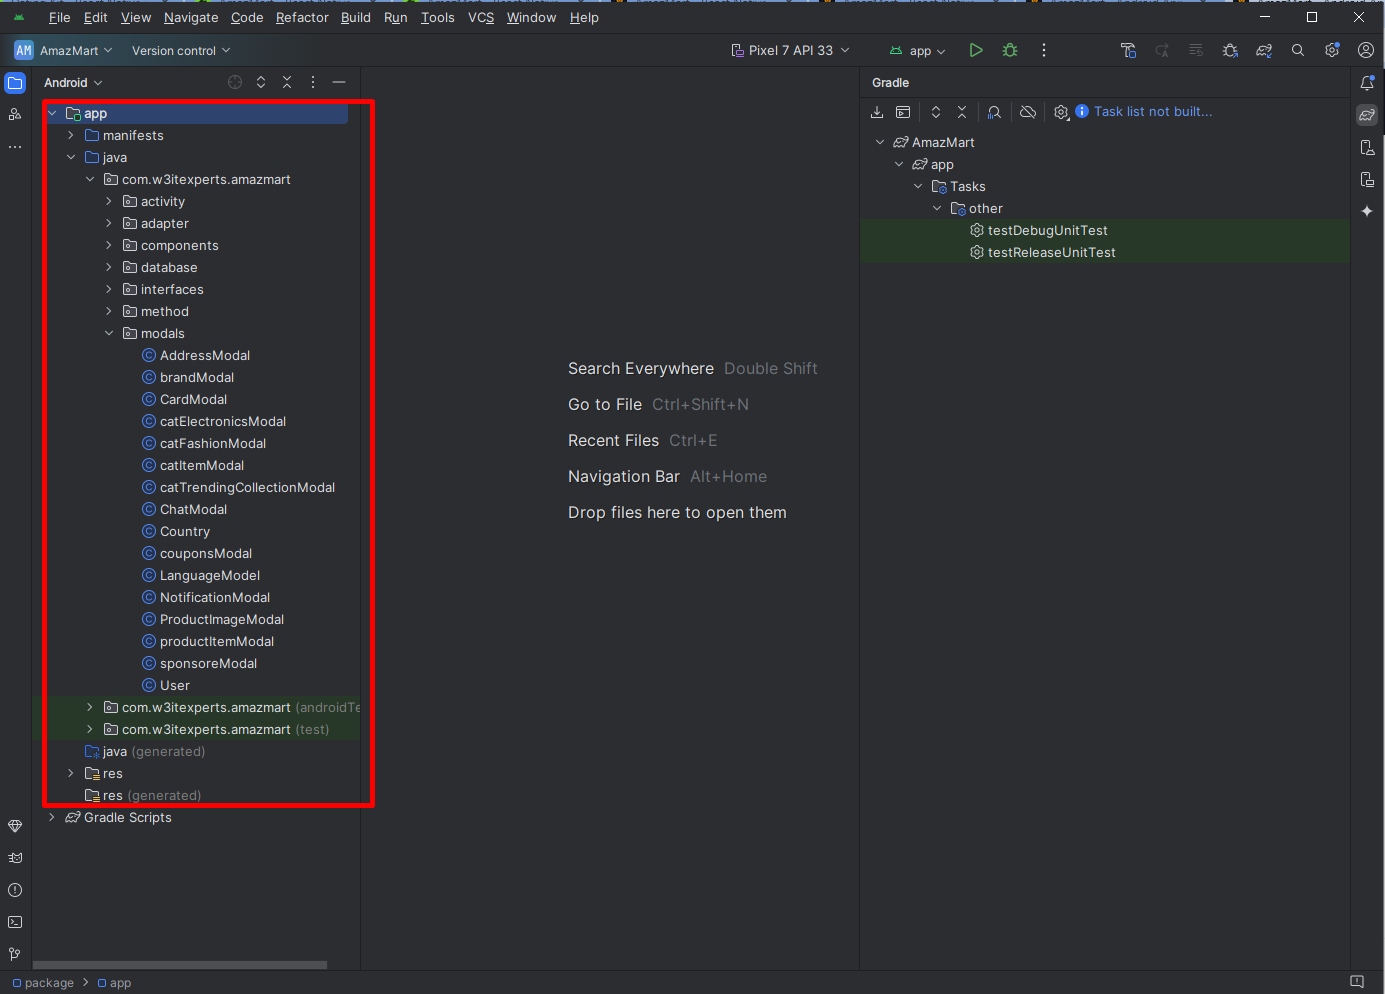 File Edit View Navigate Code Refactor Build Run Tools VCS Window Help
AM AmazMart Version control Pixel 7 API 33 app
Android
app
manifests
java
com.w3itexperts.amazmart
activity
adapter
components
database
interfaces
method
modals
AddressModal
brandModal
CardModal
catElectronicsModal
catFashionModal
catItemModal
catTrendingCollectionModal
ChatModal
Country
couponsModal
LanguageModel
NotificationModal
ProductImageModal
productItemModal
sponsoreModal
User
com.w3itexperts.amazmart (androidTe
com.w3itexperts.amazmart (test)
java (generated)
res
res (generated)
Gradle Scripts
Search Everywhere Double Shift
Go to File Ctrl+Shift+N
Recent Files Ctrl+E
Navigation Bar Alt+Home
Drop files here to open them
Gradle
Task list not built...
AmazMart
app
Tasks
other
testDebugUnitTest
testReleaseUnitTest
package app